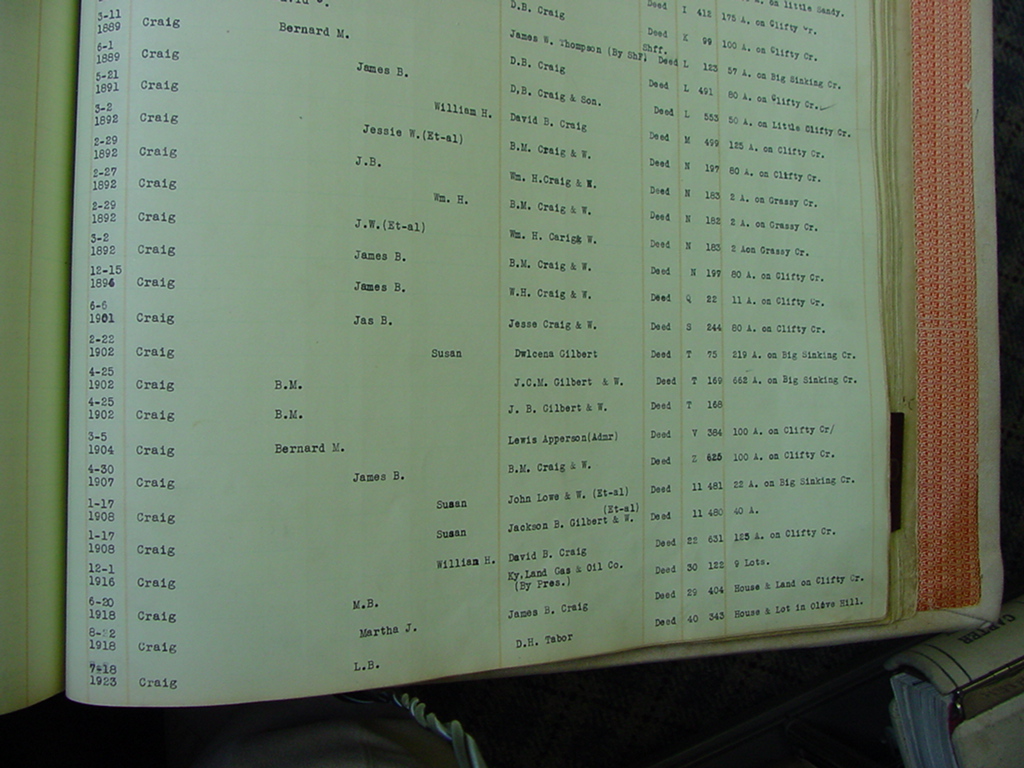 A. on little Sandy.
D.B. Craig Deed I 412 175 A. on Clifty Cr.
K 99 100 A. on Clifty Cr.
James W. Thompson (By Shf) Shff. Deed L 123 57 A. on Big Sinking Cr.
3-11 1889 Craig Bernard M. D.B. Craig L 491 80 A. on Clifty Cr.
6-1 1889 Craig James B. D.B. Craig & Son. Deed L 553 50 A. on Little Clifty Cr.
5-21 1891 Craig William H. David B. Craig Deed M 499 125 A. on Clifty Cr.
3-2 1892 Craig Jessie W.(Et-al) B.M. Craig & W. Deed N 197 80 A. on Clifty Cr.
2-29 1892 Craig J.B. Wm. H.Craig & W. Deed N 183 2 A. on Grassy Cr.
2-27 1892 Craig Wm. H. B.M. Craig & W. Deed N 182 2 A. on Grassy Cr.
2-29 1892 Craig J.W.(Et-al) Wm. H. Carig& W. Deed N 183 2 Aon Grassy Cr.
3-2 1892 Craig James B. B.M. Craig & W. Deed N 197 80 A. on Clifty Cr.
12-15 1896 Craig James B. W.H. Craig & W. Deed Q 22 11 A. on Clifty Cr.
6-6 1901 Craig Jas B. Jesse Craig & W. Deed S 244 80 A. on Clifty Cr.
2-22 1902 Craig Susan Dwlcena Gilbert Deed T 75 219 A. on Big Sinking Cr.
4-25 1902 Craig B.M. J.C.M. Gilbert & W. Deed T 169 662 A. on Big Sinking Cr.
4-25 1902 Craig B.M. J. B. Gilbert & W. Deed T 168
3-5 1904 Craig Bernard M. Lewis Apperson(Admr) Deed V 384 100 A. on Clifty Cr/
4-30 1907 Craig James B. B.M. Craig & W. Deed Z 625 100 A. on Clifty Cr.
1-17 1908 Craig Susan John Lowe & W. (Et-al) Deed 11 481 22 A. on Big Sinking Cr.
1-17 1908 Craig Susan Jackson B. Gilbert & W. (Et-al) Deed 11 480 40 A.
12-1 1916 Craig William H. David B. Craig Deed 22 631 125 A. on Clifty Cr.
6-20 1918 Craig M.B. Ky.Land Gas & Oil Co. (By Pres.) Deed 30 122 9 Lots.
8-22 1918 Craig Martha J. James B. Craig Deed 29 404 House & Land on Clifty Cr.
7-18 1923 Craig L.B. D.H. Tabor Deed 40 343 House & Lot in Olive Hill.
CARTER